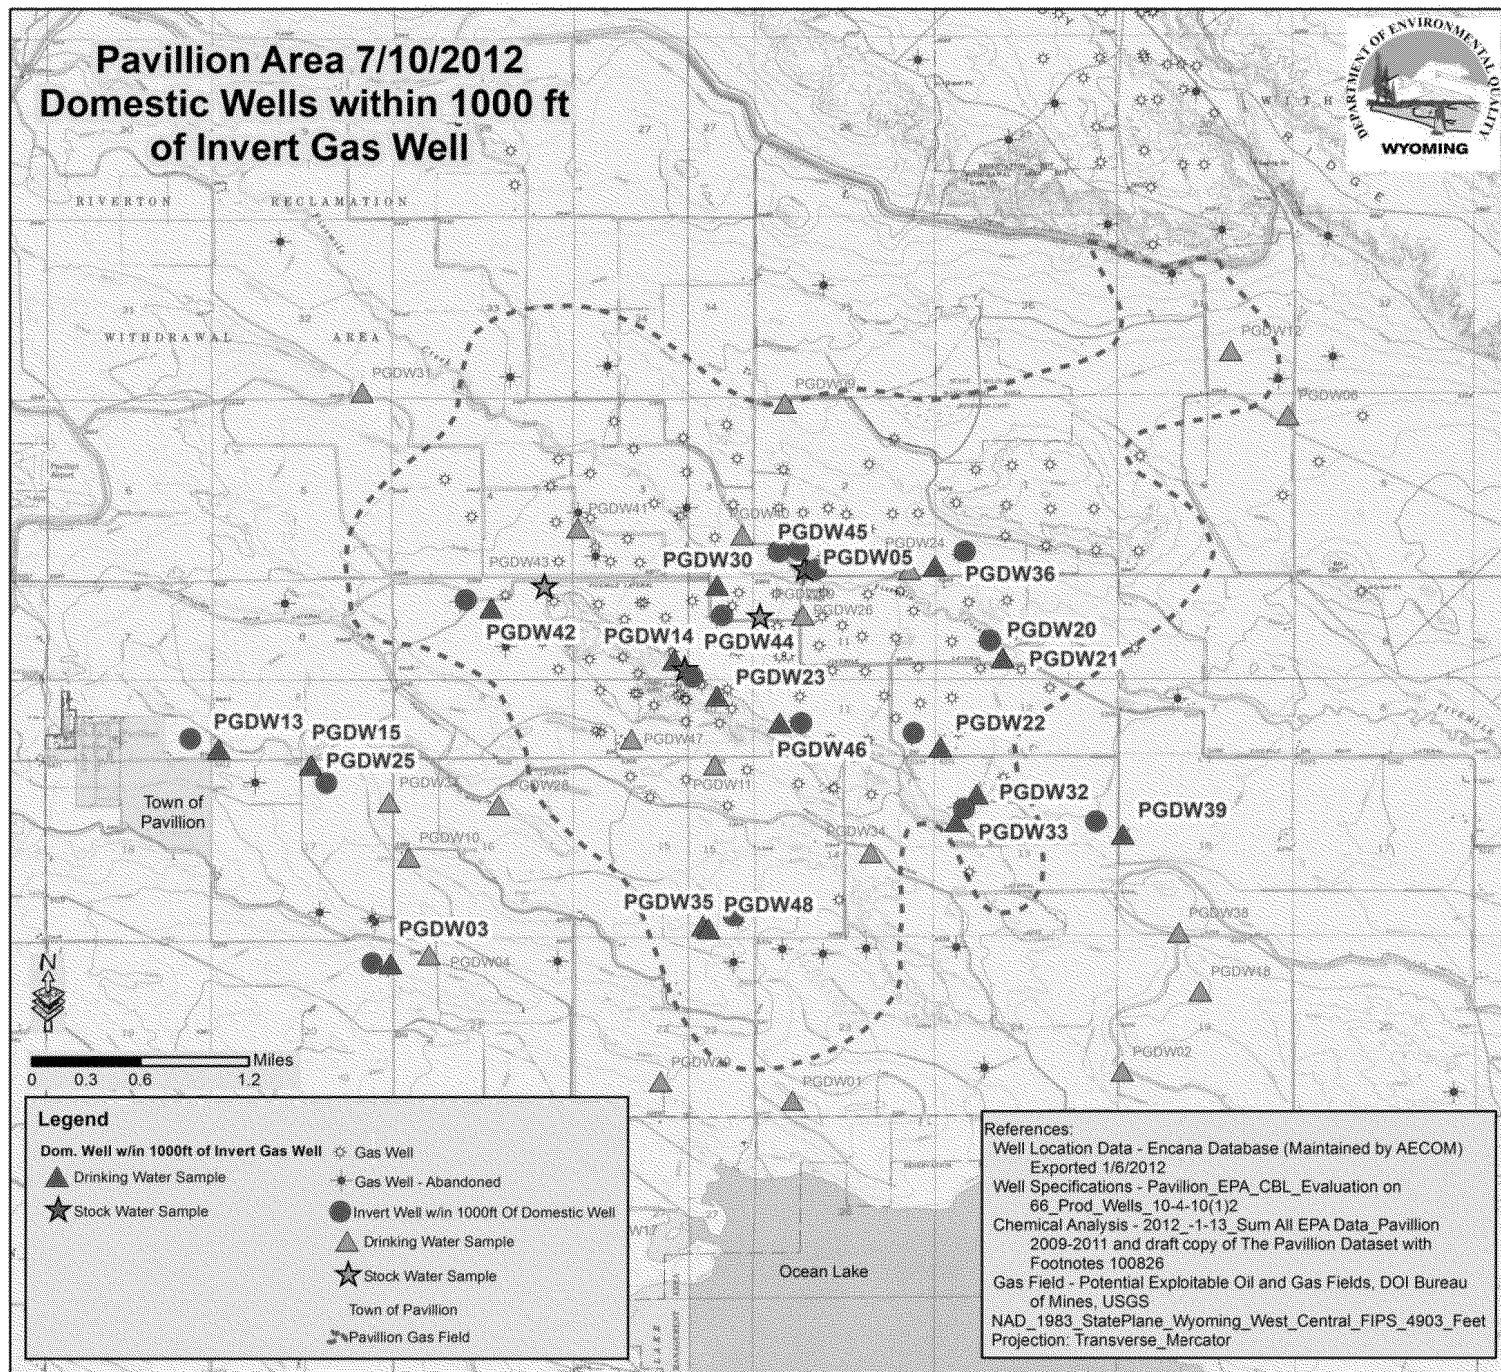 Pavillion Area 7/10/2012
Domestic Wells within 1000 ft
of Invert Gas Well
DEPARTMENT OF ENVIRONMENTAL QUALITY
WYOMING
RIVERTON RECLAMATION
WITHDRAWAL AREA
Creek
RIDGE
PGDW12
PGDW31
PGDW09
PGDW41
PGDW45
PGDW05
PGDW24
PGDW30
PGDW36
PGDW43
PGDW42
PGDW14
PGDW44
PGDW26
PGDW20
PGDW21
PGDW23
PGDW13
PGDW15
PGDW25
PGDW22
PGDW46
PGDW47
PGDW11
PGDW32
PGDW33
PGDW39
Town of
Pavillion
PGDW10
PGDW34
PGDW35
PGDW48
PGDW38
PGDW03
PGDW04
PGDW18
PGDW02
PGDW01
N
Miles
0 0.3 0.6 1.2
Ocean Lake
Legend
Dom. Well w/in 1000ft of Invert Gas Well
Drinking Water Sample
Stock Water Sample
Gas Well
Gas Well - Abandoned
Invert Well w/in 1000ft Of Domestic Well
Drinking Water Sample
Stock Water Sample
Town of Pavillion
Pavillion Gas Field
References:
Well Location Data - Encana Database (Maintained by AECOM)
Exported 1/6/2012
Well Specifications - Pavilion_EPA_CBL_Evaluation on
66_Prod_Wells_10-4-10(1)2
Chemical Analysis - 2012_-1-13_Sum All EPA Data_Pavillion
2009-2011 and draft copy of The Pavillion Dataset with
Footnotes 100826
Gas Field - Potential Exploitable Oil and Gas Fields, DOI Bureau
of Mines, USGS
NAD_1983_StatePlane_Wyoming_West_Central_FIPS_4903_Feet
Projection: Transverse_Mercator